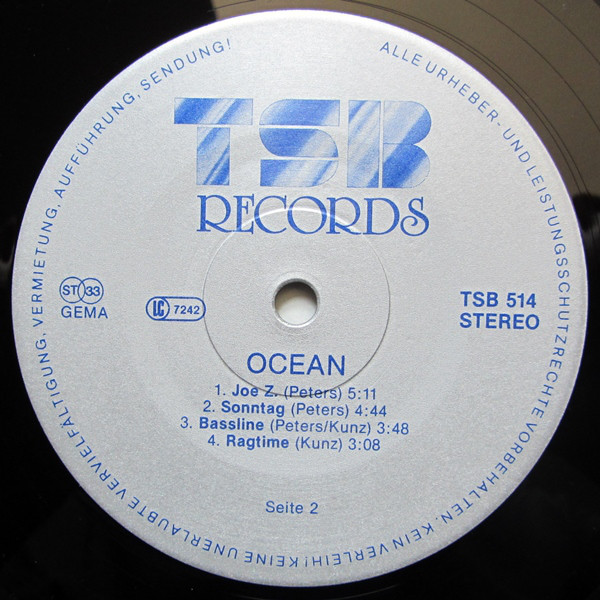 ALLE URHEBER- UND LEISTUNGSSCHUTZRECHTE VORBEHALTEN. KEIN VERLEIH! KEINE UNERLAUBTE VERVIELFÄLTIGUNG, VERMIETUNG, AUFFÜHRUNG, SENDUNG!
TSB
RECORDS
ST 33
GEMA
LC 7242
TSB 514
STEREO
OCEAN
1. Joe Z. (Peters) 5:11
2. Sonntag (Peters) 4:44
3. Bassline (Peters/Kunz) 3:48
4. Ragtime (Kunz) 3:08
Seite 2